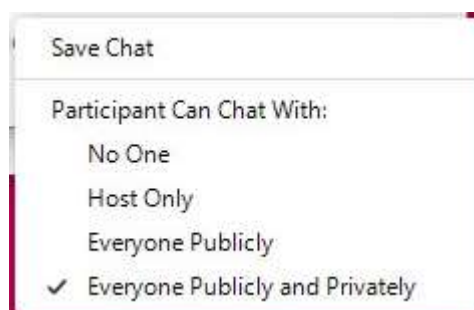 Save Chat
Participant Can Chat With:
No One
Host Only
Everyone Publicly
Everyone Publicly and Privately